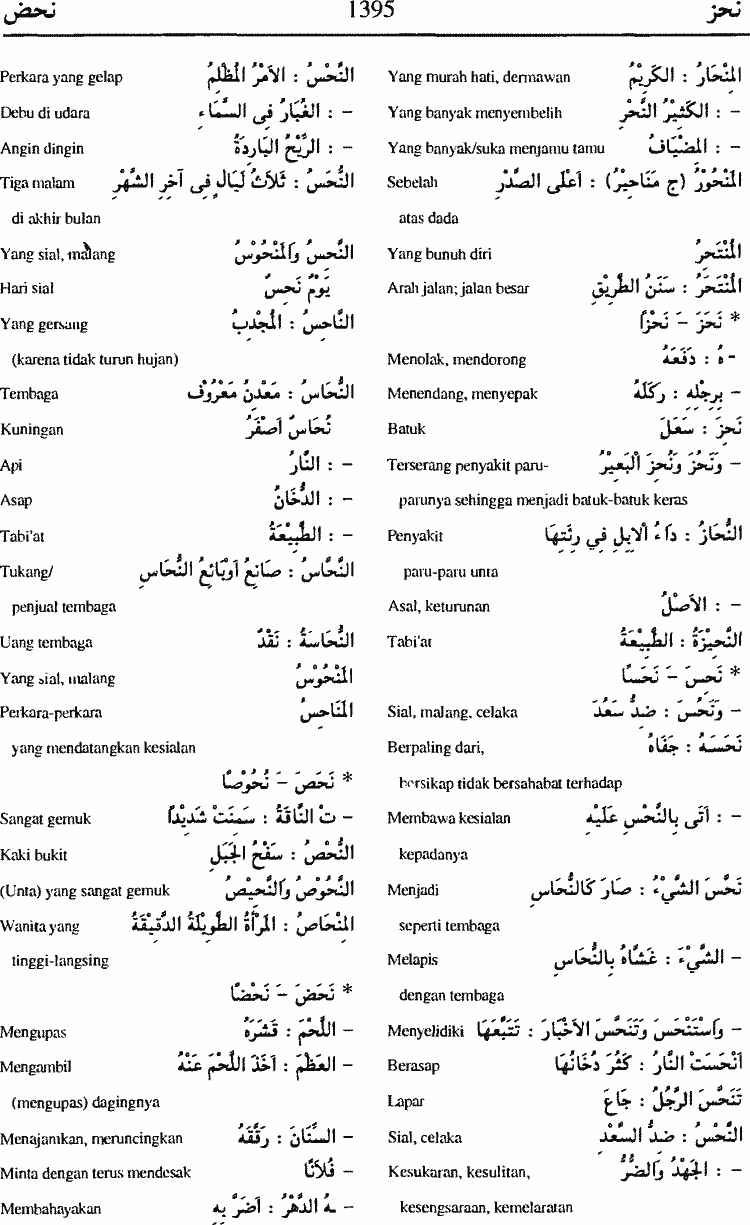 نحز 1395 نحض
المِنْحَارُ : الكَرِيْمُ Yang murah hati, dermawan
– : الكَثِيْرُ النَّحْرِ Yang banyak menyembelih
– : المِضْيَافُ Yang banyak/suka menjamu tamu
المَنْحُوْرُ (ج مَنَاحِيْرُ) : أَعْلَى الصَّدْرِ Sebelah
atas dada
المُنْتَحِرُ Yang bunuh diri
المُنْتَحَرُ : سَنَنُ الطَّرِيْقِ Arah jalan; jalan besar
* نَحَزَ – نَحْزًا
– هُ : دَفَعَهُ Menolak, mendorong
– بِرِجْلِهِ : رَكَلَهُ Menendang, menyepak
نَحِزَ : سَعَلَ Batuk
– وَنُحِزَ وَنَحُزَ الْبَعِيْرُ Terserang penyakit paru-
parunya sehingga menjadi batuk-batuk keras
النُّحَازُ : دَاءُ الاِبِلِ فِي رِئَتِهَا Penyakit
paru-paru unta
– : الاَصْلُ Asal, keturunan
النَّحِيْزَةُ : الطَّبِيْعَةُ Tabi'at
* نَحِسَ – نَحَسًا
– وَنَحُسَ : ضِدُّ سَعَدَ Sial, malang, celaka
نَحَسَهُ : جَفَاهُ Berpaling dari,
bersikap tidak bersahabat terhadap
– : اَتَى بِالنَّحْسِ عَلَيْهِ Membawa kesialan
kepadanya
نَحَّسَ الشَّيْءُ : صَارَ كَالنُّحَاسِ Menjadi
seperti tembaga
– الشَّيْءَ : غَشَّاهُ بِالنُّحَاسِ Melapis
dengan tembaga
– وَاسْتَنْحَسَ وَتَنَحَّسَ الاَخْبَارَ : تَتَبَّعَهَا Menyelidiki
اَنْحَسَتِ النَّارُ : كَثُرَ دُخَانُهَا Berasap
تَنَحَّسَ الرَّجُلُ : جَاعَ Lapar
النَّحْسُ : ضِدُّ السَّعْدِ Sial, celaka
– : الجَهْدُ وَالضُّرُّ Kesukaran, kesulitan,
kesengsaraan, kemelaratan
النَّحْسُ : الاَمْرُ المُظْلِمُ Perkara yang gelap
– : الغُبَارُ فِى السَّمَاءِ Debu di udara
– : الرِّيْحُ البَارِدَةُ Angin dingin
النُّحَسُ : ثَلاَثُ لَيَالٍ فِى آخِرِ الشَّهْرِ Tiga malam
di akhir bulan
النَّحِسُ وَالمَنْحُوْسُ Yang sial, malang
يَوْمٌ نَحِسٌ Hari sial
النَّاحِسُ : المُجْدِبُ Yang gersang
(karena tidak turun hujan)
النُّحَاسُ : مَعْدِنٌ مَعْرُوْفٌ Tembaga
نُحَاسٌ اَصْفَرُ Kuningan
– : النَّارُ Api
– : الدُّخَانُ Asap
– : الطَّبِيْعَةُ Tabi'at
النَّحَّاسُ : صَانِعُ اَوْبَائِعُ النُّحَاسِ Tukang/
penjual tembaga
النُّحَاسَةُ : نَقْدٌ Uang tembaga
المَنْحُوْسُ Yang sial, malang
المَنَاحِسُ Perkara-perkara
yang mendatangkan kesialan
* نَحَصَ – نُحُوْصًا
– تْ النَّاقَةُ : سَمِنَتْ شَدِيْدًا Sangat gemuk
النُّحْصُ : سَفْحُ الجَبَلِ Kaki bukit
النَّحُوْصُ وَالنَّحِيْصُ (Unta) yang sangat gemuk
المِنْحَاصُ : المَرْأَةُ الطَّوِيْلَةُ الدَّقِيْقَةُ Wanita yang
tinggi-langsing
* نَحَضَ – نَحْضًا
– اللَّحْمَ : قَشَرَهُ Mengupas
– العَظْمَ : اَخَذَ اللَّحْمَ عَنْهُ Mengambil
(mengupas) dagingnya
– السِّنَانَ : رَقَّقَهُ Menajamkan, meruncingkan
– فُلاَنًا Minta dengan terus mendesak
– ـهُ الدَّهْرُ : اَضَرَّ بِهِ Membahayakan